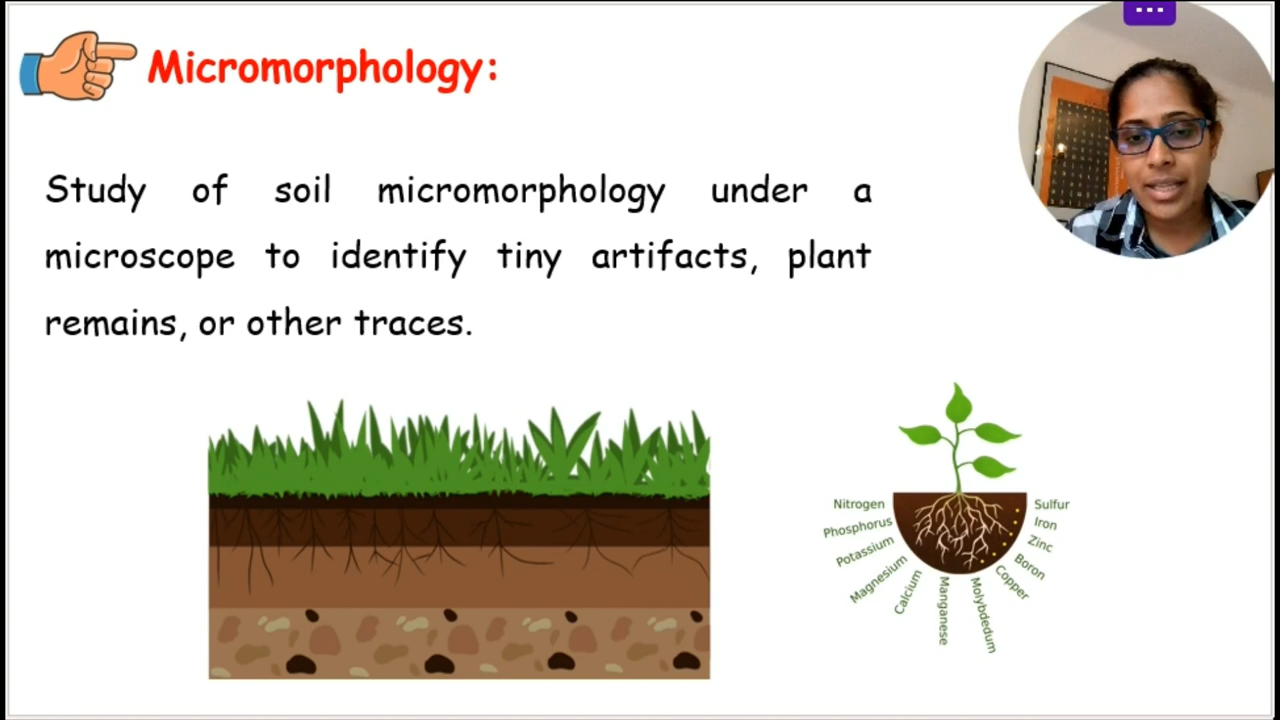 Micromorphology:
Study of soil micromorphology under a
microscope to identify tiny artifacts, plant
remains, or other traces.
Nitrogen
Phosphorus
Potassium
Magnesium
Calcium
Manganese
Molybdedum
Copper
Boron
Zinc
Iron
Sulfur